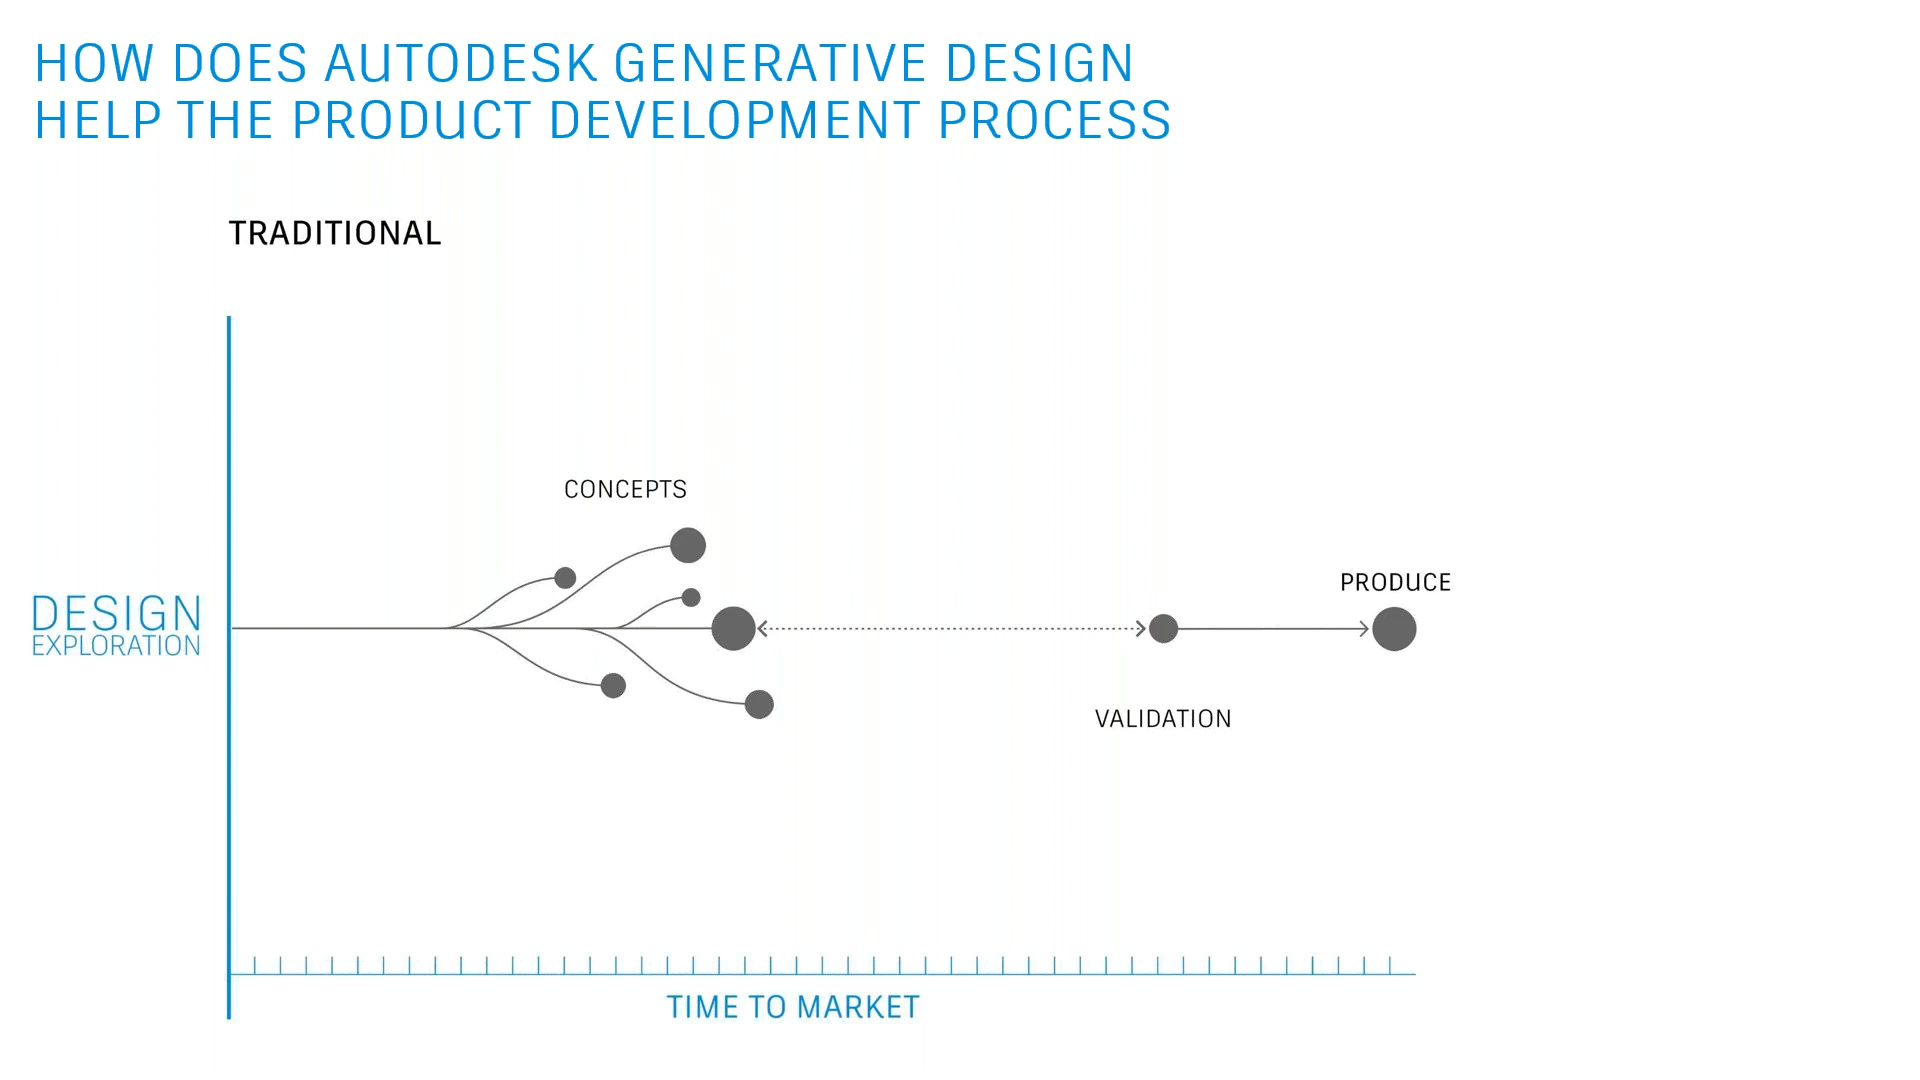 HOW DOES AUTODESK GENERATIVE DESIGN
HELP THE PRODUCT DEVELOPMENT PROCESS
TRADITIONAL
CONCEPTS
PRODUCE
DESIGN
EXPLORATION
VALIDATION
TIME TO MARKET